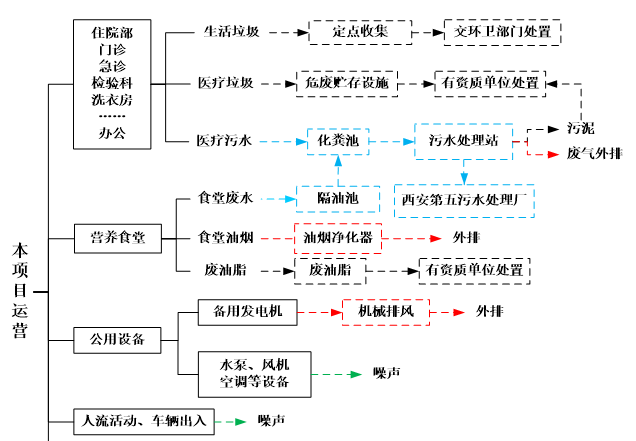 住院部
门诊
急诊
检验科
洗衣房
……
办公
生活垃圾
定点收集
交环卫部门处置
医疗垃圾
危废贮存设施
有资质单位处置
医疗污水
化粪池
污水处理站
污泥
废气外排
食堂废水
隔油池
西安第五污水处理厂
营养食堂
食堂油烟
油烟净化器
外排
废油脂
废油脂
有资质单位处置
本项目运营
备用发电机
机械排风
外排
公用设备
水泵、风机
空调等设备
噪声
人流活动、车辆出入
噪声